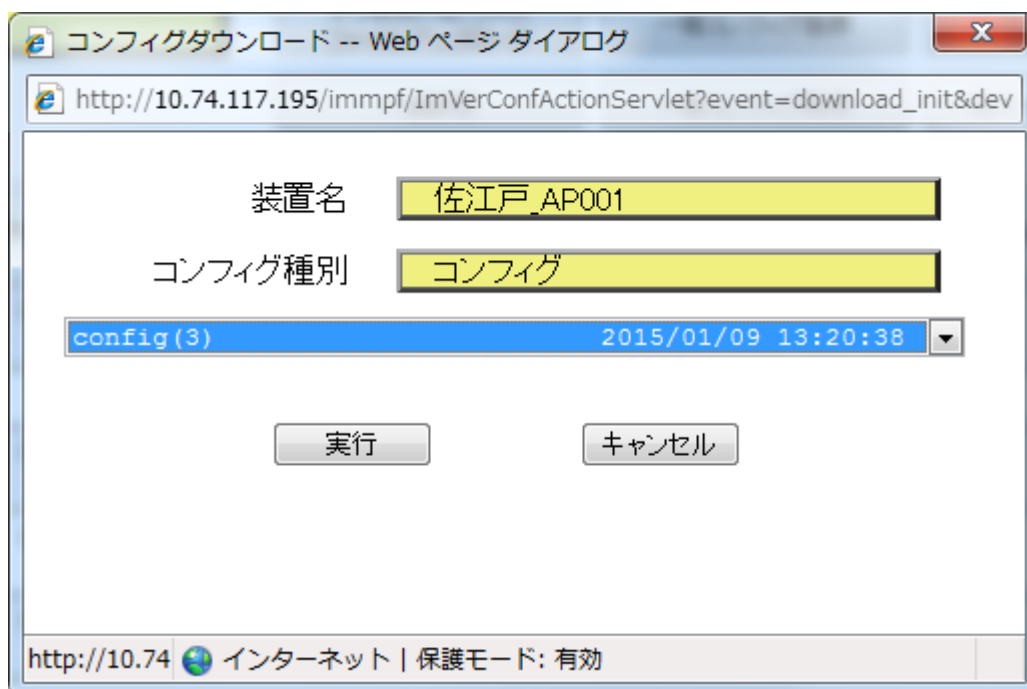 コンフィグダウンロード -- Web ページ ダイアログ
http://10.74.117.195/immpf/ImVerConfActionServlet?event=download_init&dev
装置名 佐江戸_AP001
コンフィグ種別 コンフィグ
config(3) 2015/01/09 13:20:38
実行 キャンセル
http://10.74 インターネット | 保護モード: 有効